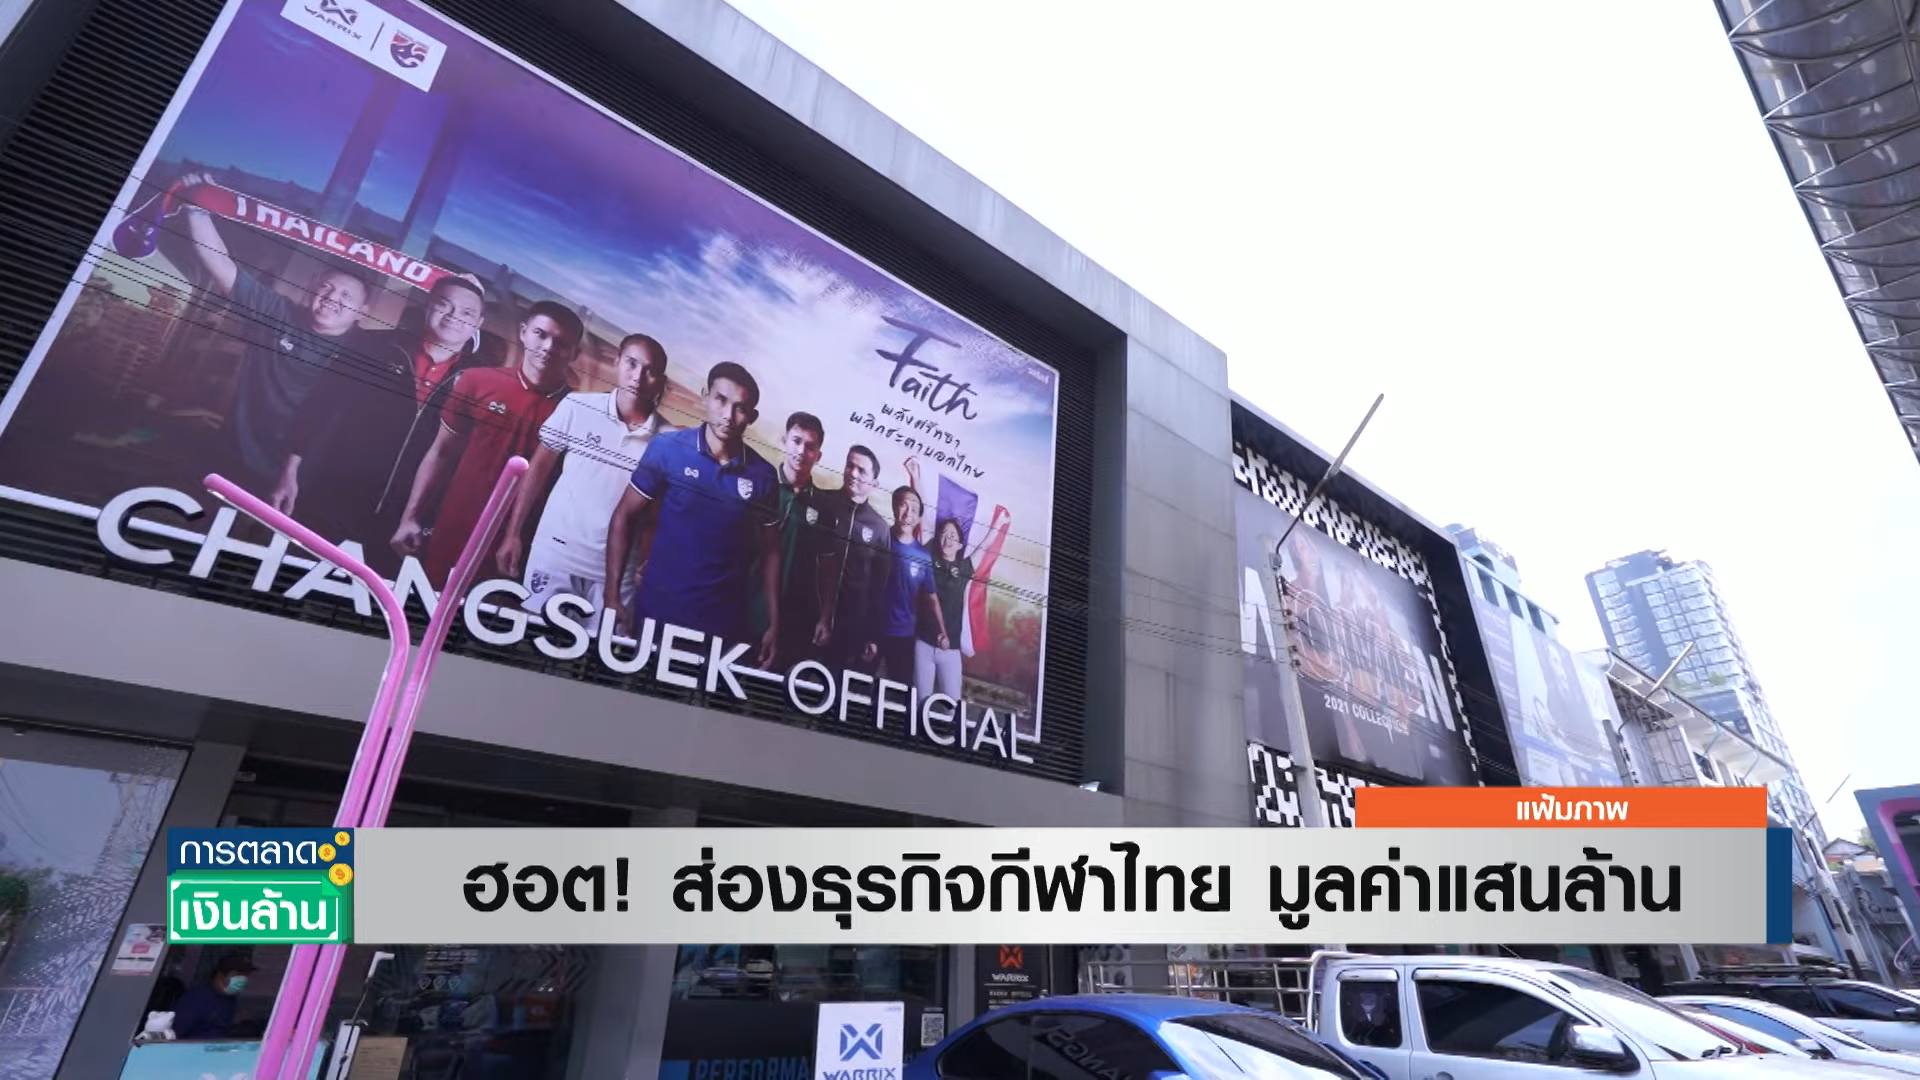 WARRIX
THAILAND
Faith
พลังศรัทธา
พลิกชะตาบอลไทย
CHANGSUEK OFFICIAL
WOMEN
2021 COLLECTION
แฟ้มภาพ
การตลาด
เงินล้าน
ฮอต! ส่องธุรกิจกีฬาไทย มูลค่าแสนล้าน
WARRIX
WARRIX